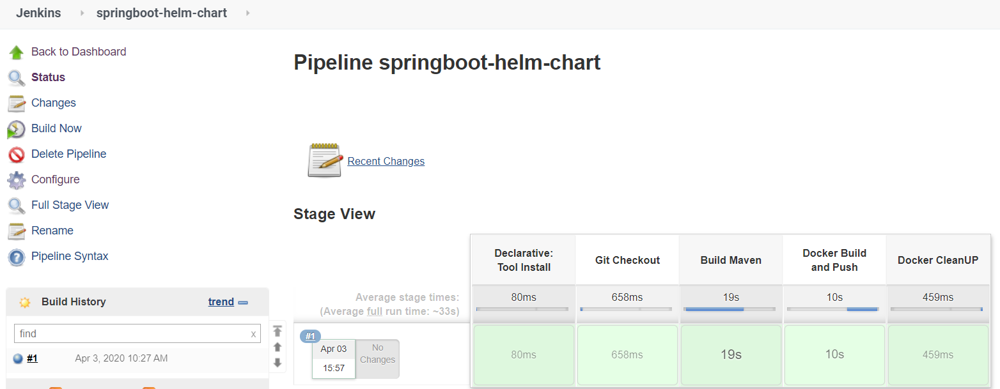 Jenkins springboot-helm-chart
Back to Dashboard
Status
Changes
Build Now
Delete Pipeline
Configure
Full Stage View
Rename
Pipeline Syntax
Build History trend
find x
#1 Apr 3, 2020 10:27 AM
Pipeline springboot-helm-chart
Recent Changes
Stage View
Declarative: Tool Install
Git Checkout
Build Maven
Docker Build and Push
Docker CleanUP
Average stage times:
(Average full run time: ~33s)
80ms 658ms 19s 10s 459ms
#1
Apr 03
15:57
No
Changes
80ms 658ms 19s 10s 459ms